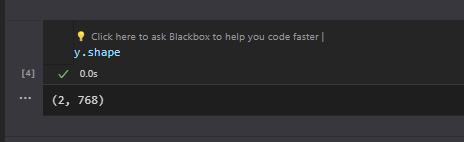 Click here to ask Blackbox to help you code faster |
y.shape
[4] 0.0s
... (2, 768)